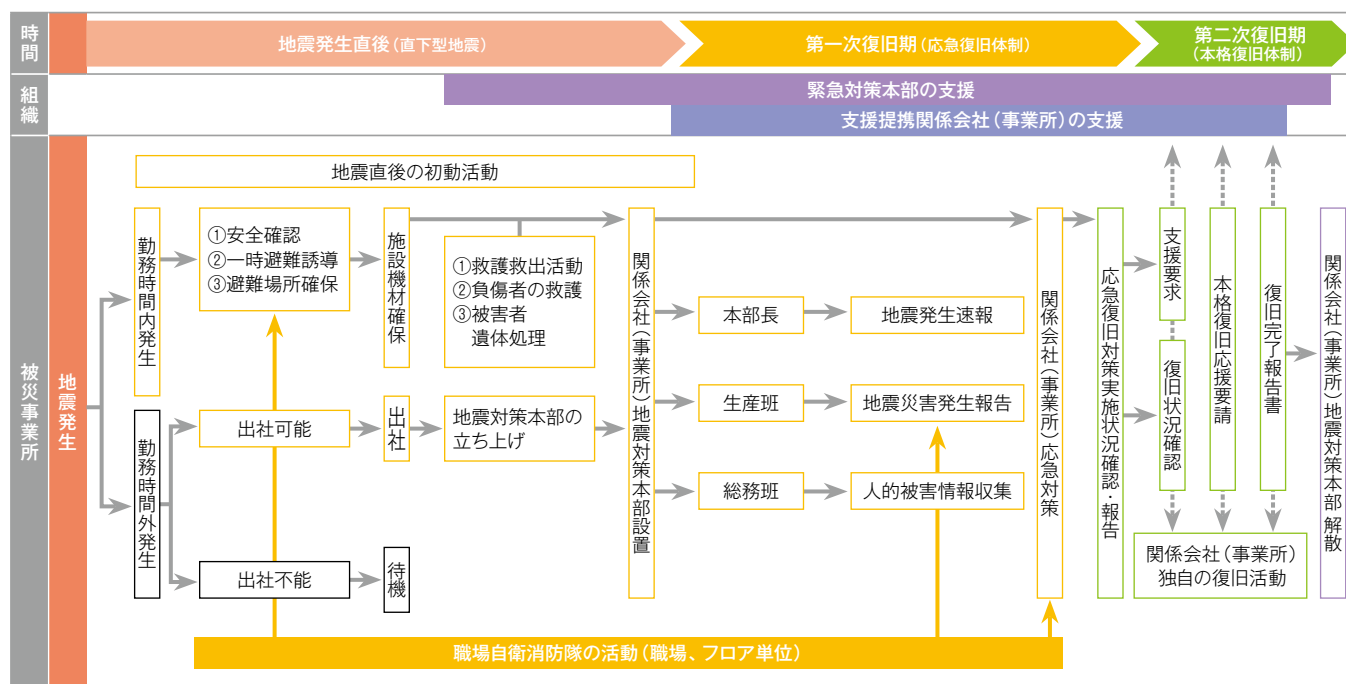 時間
地震発生直後(直下型地震)
第一次復旧期(応急復旧体制)
第二次復旧期
(本格復旧体制)
組織
緊急対策本部の支援
支援提携関係会社(事業所)の支援
被災事業所
地震発生
地震直後の初動活動
勤務時間内発生
①安全確認
②一時避難誘導
③避難場所確保
施設機材確保
①救護救出活動
②負傷者の救護
③被害者
遺体処理
勤務時間外発生
出社可能
出社
地震対策本部の
立ち上げ
出社不能
待機
関係会社(事業所)地震対策本部設置
本部長
地震発生速報
生産班
地震災害発生報告
総務班
人的被害情報収集
関係会社(事業所)応急対策
応急復旧対策実施状況確認・報告
支援要求
復旧状況確認
本格復旧応援要請
復旧完了報告書
関係会社(事業所)
独自の復旧活動
関係会社(事業所)地震対策本部 解散
職場自衛消防隊の活動(職場、フロア単位)